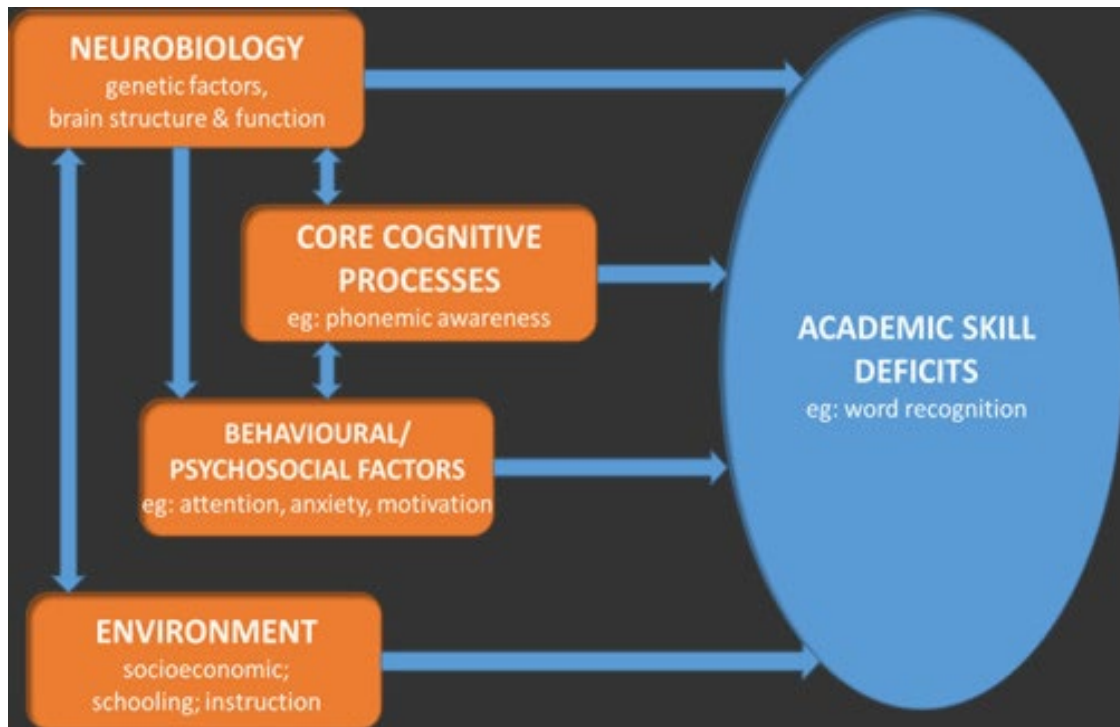 NEUROBIOLOGY
genetic factors,
brain structure & function
CORE COGNITIVE
PROCESSES
eg: phonemic awareness
BEHAVIOURAL/
PSYCHOSOCIAL FACTORS
eg: attention, anxiety, motivation
ENVIRONMENT
socioeconomic;
schooling; instruction
ACADEMIC SKILL
DEFICITS
eg: word recognition